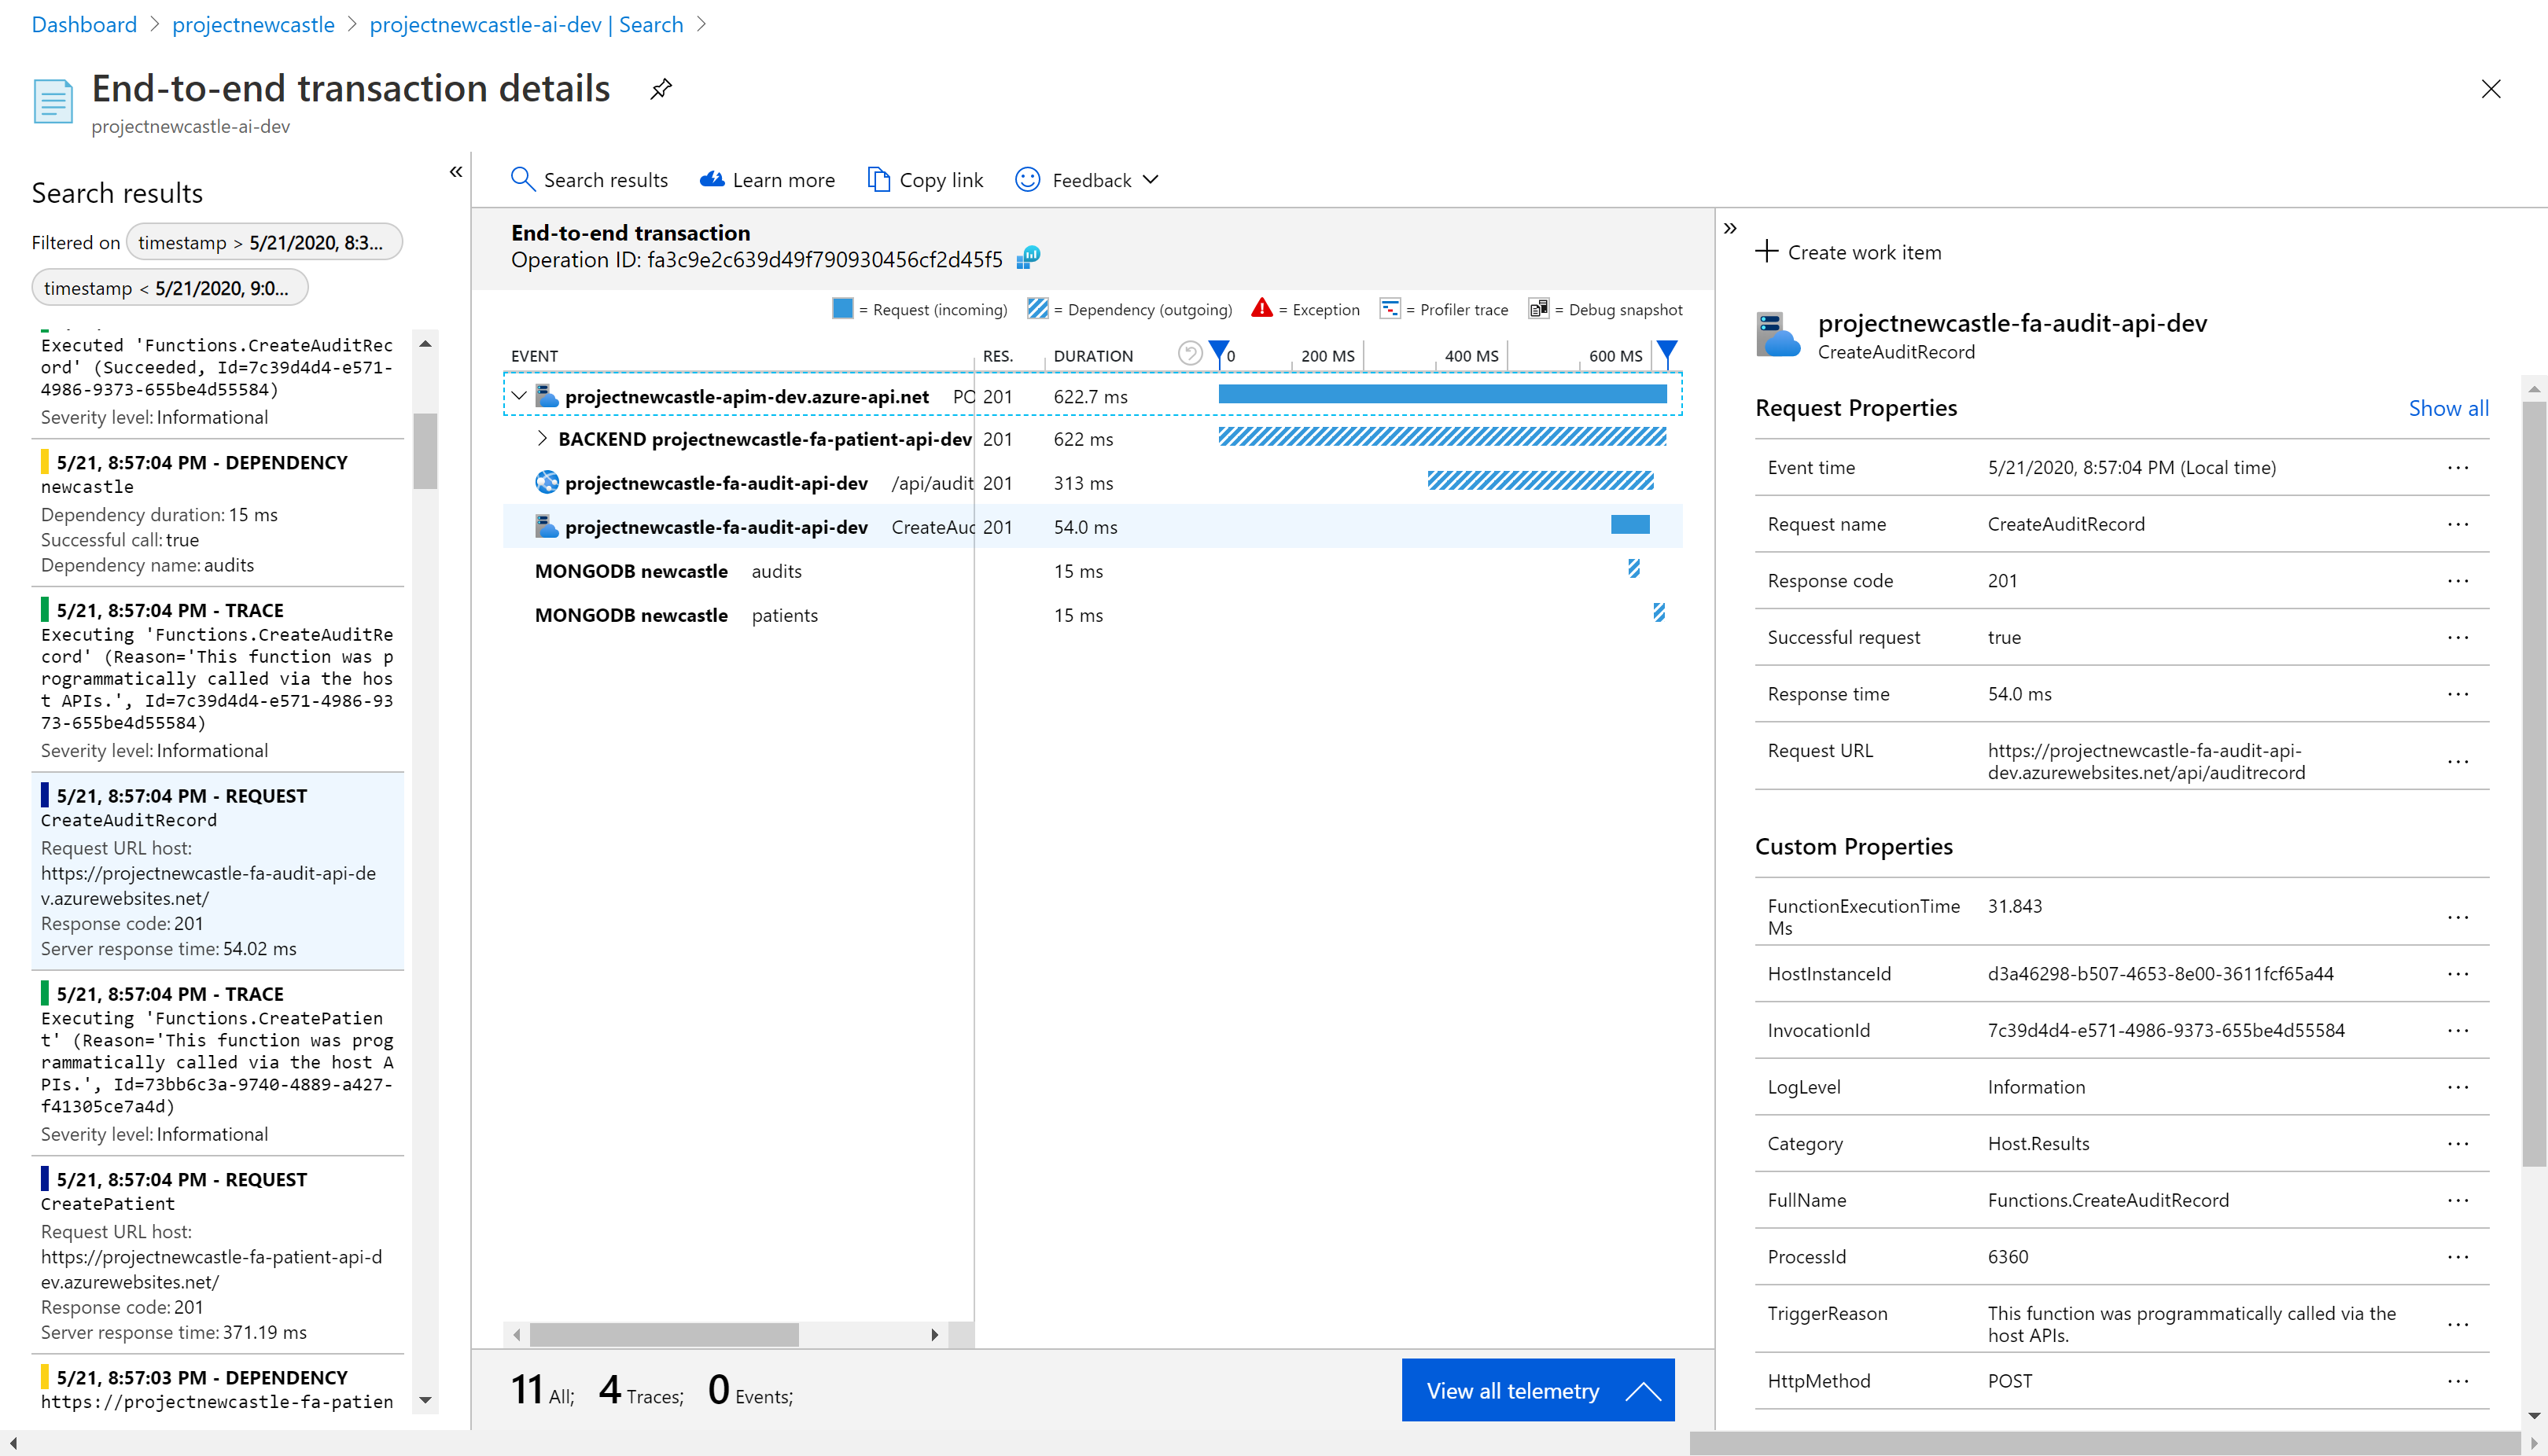 Dashboard > projectnewcastle > projectnewcastle-ai-dev | Search >
End-to-end transaction details
projectnewcastle-ai-dev
Search results
Filtered on timestamp > 5/21/2020, 8:3...
timestamp < 5/21/2020, 9:0...
Executed 'Functions.CreateAuditRec
ord' (Succeeded, Id=7c39d4d4-e571-
4986-9373-655be4d55584)
Severity level: Informational
5/21, 8:57:04 PM - DEPENDENCY
newcastle
Dependency duration: 15 ms
Successful call: true
Dependency name: audits
5/21, 8:57:04 PM - TRACE
Executing 'Functions.CreateAuditRe
cord' (Reason='This function was p
rogrammatically called via the hos
t APIs.', Id=7c39d4d4-e571-4986-93
73-655be4d55584)
Severity level: Informational
5/21, 8:57:04 PM - REQUEST
CreateAuditRecord
Request URL host:
https://projectnewcastle-fa-audit-api-de
v.azurewebsites.net/
Response code: 201
Server response time: 54.02 ms
5/21, 8:57:04 PM - TRACE
Executing 'Functions.CreatePatien
t' (Reason='This function was prog
rammatically called via the host A
PIs.', Id=73bb6c3a-9740-4889-a427-
f41305ce7a4d)
Severity level: Informational
5/21, 8:57:04 PM - REQUEST
CreatePatient
Request URL host:
https://projectnewcastle-fa-patient-api-d
ev.azurewebsites.net/
Response code: 201
Server response time: 371.19 ms
5/21, 8:57:03 PM - DEPENDENCY
https://projectnewcastle-fa-patien
Search results Learn more Copy link Feedback
End-to-end transaction
Operation ID: fa3c9e2c639d49f790930456cf2d45f5
= Request (incoming) = Dependency (outgoing) = Exception = Profiler trace = Debug snapshot
EVENT RES. DURATION 0 200 MS 400 MS 600 MS
projectnewcastle-apim-dev.azure-api.net PO 201 622.7 ms
BACKEND projectnewcastle-fa-patient-api-dev 201 622 ms
projectnewcastle-fa-audit-api-dev /api/audit 201 313 ms
projectnewcastle-fa-audit-api-dev CreateAuc 201 54.0 ms
MONGODB newcastle audits 15 ms
MONGODB newcastle patients 15 ms
11 All; 4 Traces; 0 Events;
View all telemetry
Create work item
projectnewcastle-fa-audit-api-dev
CreateAuditRecord
Request Properties Show all
Event time 5/21/2020, 8:57:04 PM (Local time) ...
Request name CreateAuditRecord ...
Response code 201 ...
Successful request true ...
Response time 54.0 ms ...
Request URL https://projectnewcastle-fa-audit-api-
dev.azurewebsites.net/api/auditrecord ...
Custom Properties
FunctionExecutionTime 31.843 ...
Ms
HostInstanceId d3a46298-b507-4653-8e00-3611fcf65a44 ...
InvocationId 7c39d4d4-e571-4986-9373-655be4d55584 ...
LogLevel Information ...
Category Host.Results ...
FullName Functions.CreateAuditRecord ...
ProcessId 6360 ...
TriggerReason This function was programmatically called via the
host APIs. ...
HttpMethod POST ...